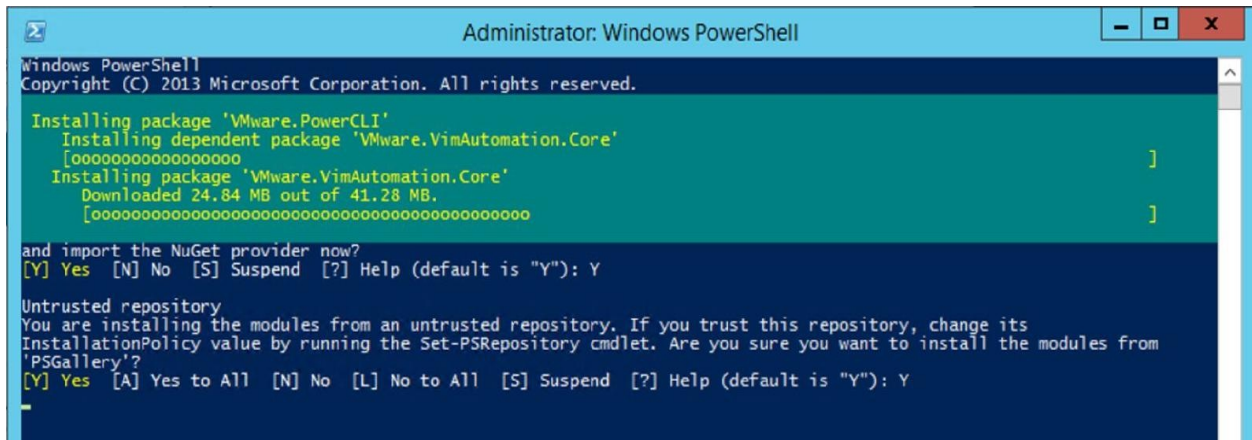 Administrator: Windows PowerShell
Windows PowerShell
Copyright (C) 2013 Microsoft Corporation. All rights reserved.
Installing package 'VMware.PowerCLI'
Installing dependent package 'VMware.VimAutomation.Core'
[ooooooooooooooooo ]
Installing package 'VMware.VimAutomation.Core'
Downloaded 24.84 MB out of 41.28 MB.
[oooooooooooooooooooooooooooooooooooooooooooo ]
and import the NuGet provider now?
[Y] Yes [N] No [S] Suspend [?] Help (default is "Y"): Y
Untrusted repository
You are installing the modules from an untrusted repository. If you trust this repository, change its
InstallationPolicy value by running the Set-PSRepository cmdlet. Are you sure you want to install the modules from
'PSGallery'?
[Y] Yes [A] Yes to All [N] No [L] No to All [S] Suspend [?] Help (default is "Y"): Y